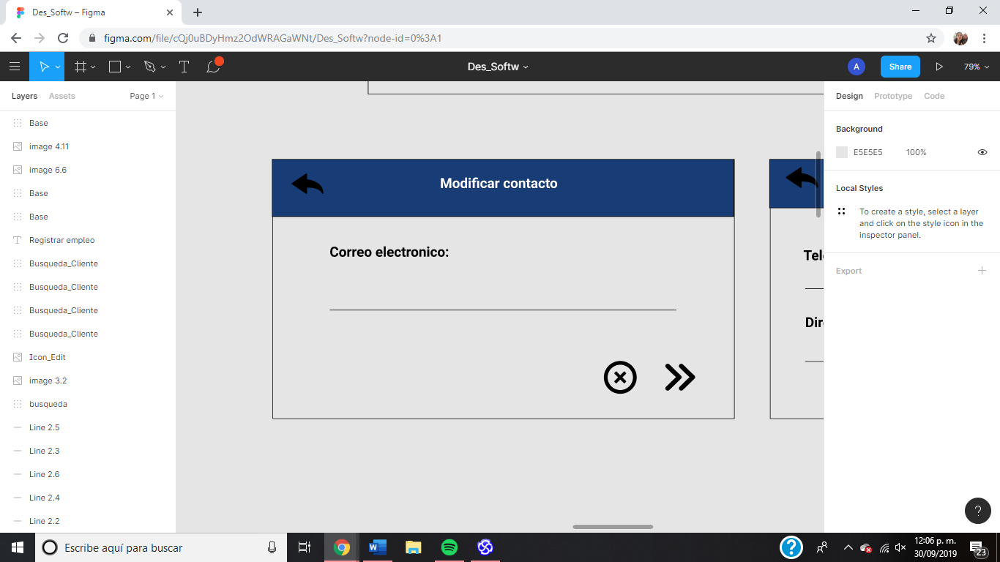 Des_Softw – Figma
figma.com/file/cQj0uBDyHmz2OdWRAGaWNt/Des_Softw?node-id=0%3A1
Des_Softw
A
Share
79%
Layers
Assets
Page 1
Base
image 4.11
image 6.6
Base
Base
Registrar empleo
Busqueda_Cliente
Busqueda_Cliente
Busqueda_Cliente
Busqueda_Cliente
Icon_Edit
image 3.2
busqueda
Line 2.5
Line 2.3
Line 2.6
Line 2.4
Line 2.2
Modificar contacto
Correo electronico:
Tel
Dir
Design
Prototype
Code
Background
E5E5E5
100%
Local Styles
To create a style, select a layer
and click on the style icon in the
inspector panel.
Export
?
Escribe aquí para buscar
?
12:06 p. m.
30/09/2019
23